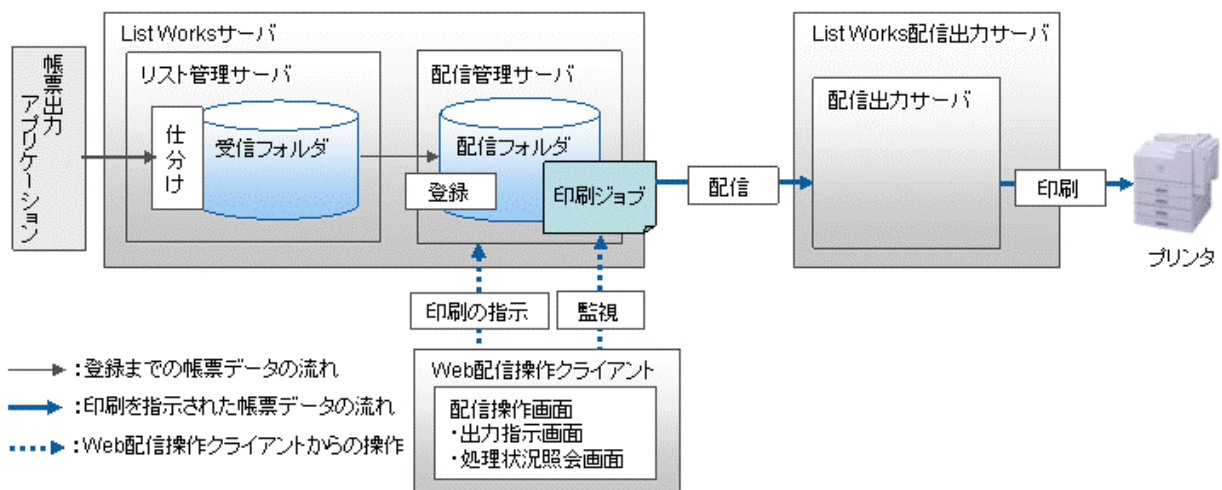 List Worksサーバ
List Works配信出力サーバ
帳票出力
アプリケーション
リスト管理サーバ
配信管理サーバ
配信出力サーバ
仕分け
受信フォルダ
配信フォルダ
登録
印刷ジョブ
配信
印刷
プリンタ
印刷の指示
監視
Web配信操作クライアント
配信操作画面
・出力指示画面
・処理状況照会画面
：登録までの帳票データの流れ
：印刷を指示された帳票データの流れ
：Web配信操作クライアントからの操作